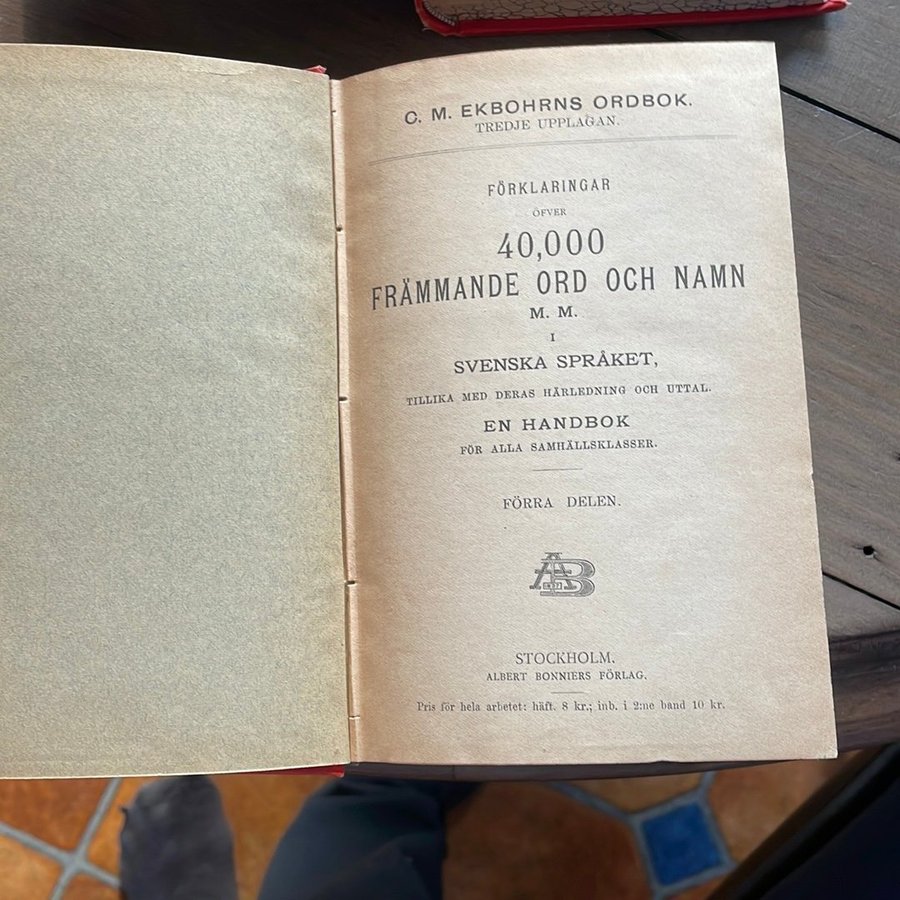 C. M. EKBOHRNS ORDBOK.
TREDJE UPPLAGAN.
FÖRKLARINGAR
ÖFVER
40,000
FRÄMMANDE ORD OCH NAMN
M. M.
I
SVENSKA SPRÅKET,
TILLIKA MED DERAS HÄRLEDNING OCH UTTAL.
EN HANDBOK
FÖR ALLA SAMHÄLLSKLASSER.
FÖRRA DELEN.
AB
STOCKHOLM.
ALBERT BONNIERS FÖRLAG.
Pris för hela arbetet: häft. 8 kr.; inb. i 2:ne band 10 kr.